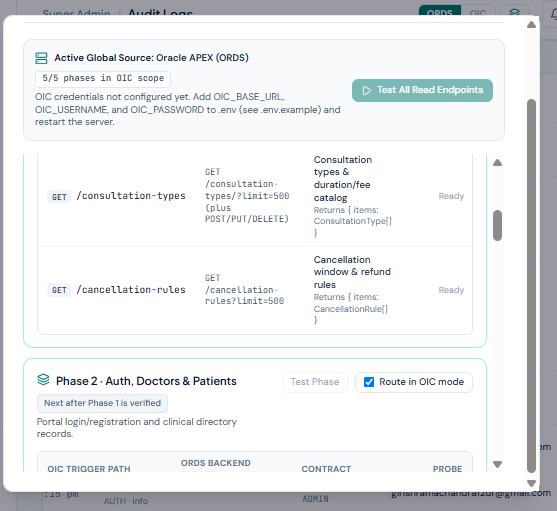 Super Admin / Audit Logs
ORDS OIC
Active Global Source: Oracle APEX (ORDS)
5/5 phases in OIC scope
OIC credentials not configured yet. Add OIC_BASE_URL,
OIC_USERNAME, and OIC_PASSWORD to .env (see .env.example) and
restart the server.
Test All Read Endpoints
GET /consultation-types
GET
/consultation-
types/?limit=500
(plus
POST/PUT/DELETE)
Consultation
types &
duration/fee
catalog
Returns { items:
ConsultationType[]
}
Ready
GET /cancellation-rules
GET
/cancellation-
rules?limit=500
Cancellation
window & refund
rules
Returns { items:
CancellationRule[]
}
Ready
Phase 2 · Auth, Doctors & Patients
Test Phase
Route in OIC mode
Next after Phase 1 is verified
Portal login/registration and clinical directory
records.
OIC TRIGGER PATH
ORDS BACKEND
CONTRACT
PROBE
:15 pm
AUTH · info
ADMIN